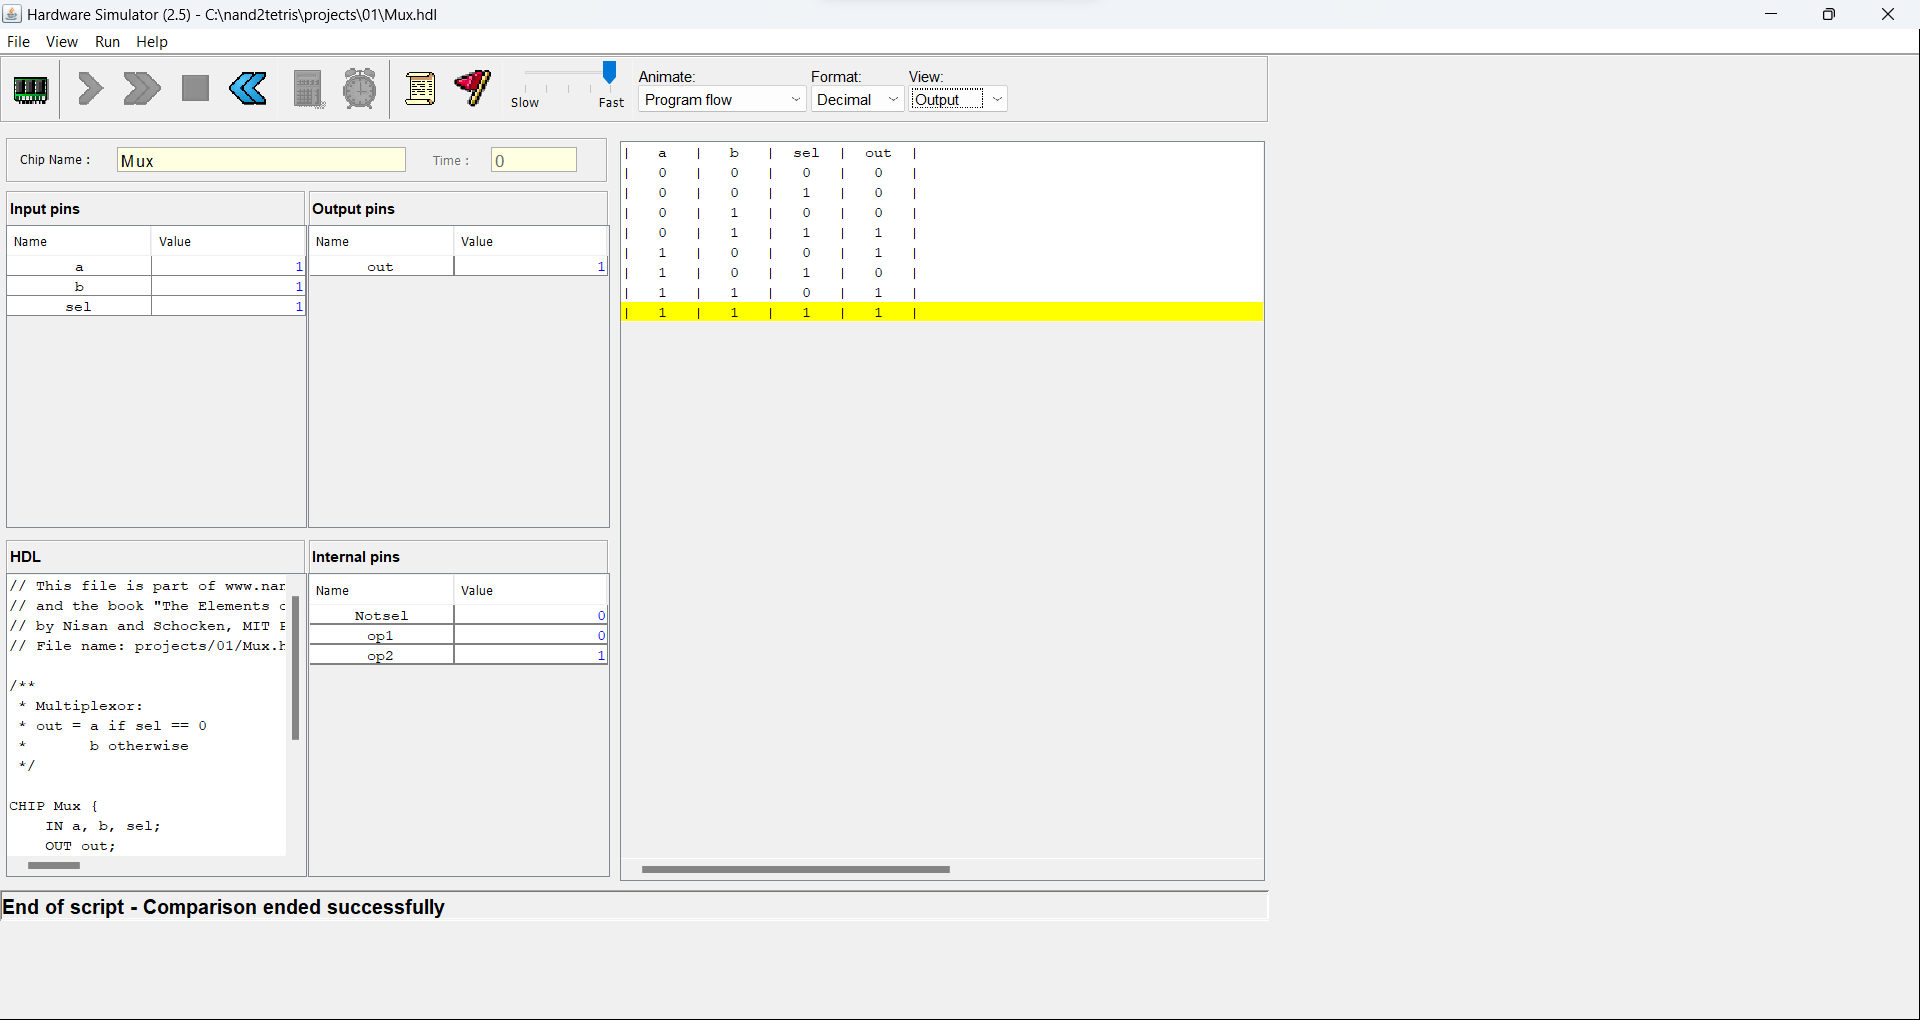 Hardware Simulator (2.5) - C:\nand2tetris\projects\01\Mux.hdl
File View Run Help
Slow Fast
Animate: Format: View:
Program flow Decimal Output
Chip Name : Mux Time : 0
Input pins
Name Value
a 1
b 1
sel 1
Output pins
Name Value
out 1
| a | b | sel | out |
| 0 | 0 | 0 | 0 |
| 0 | 0 | 1 | 0 |
| 0 | 1 | 0 | 0 |
| 0 | 1 | 1 | 1 |
| 1 | 0 | 0 | 1 |
| 1 | 0 | 1 | 0 |
| 1 | 1 | 0 | 1 |
| 1 | 1 | 1 | 1 |
HDL
// This file is part of www.nan
// and the book "The Elements
// by Nisan and Schocken, MIT
// File name: projects/01/Mux.h
/**
* Multiplexor:
* out = a if sel == 0
* b otherwise
*/
CHIP Mux {
IN a, b, sel;
OUT out;
Internal pins
Name Value
Notsel 0
op1 0
op2 1
End of script - Comparison ended successfully